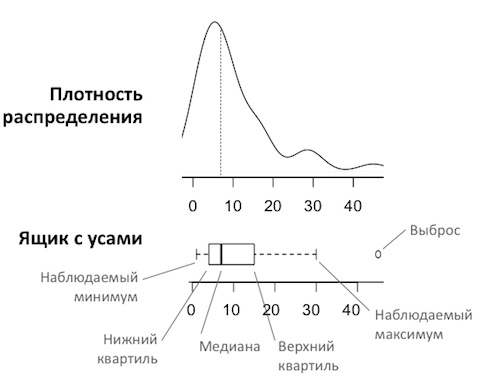 Плотность
распределения
0 10 20 30 40
Ящик с усами
Выброс
Наблюдаемый
минимум
0 10 20 30 40
Наблюдаемый
максимум
Нижний
квартиль
Медиана
Верхний
квартиль